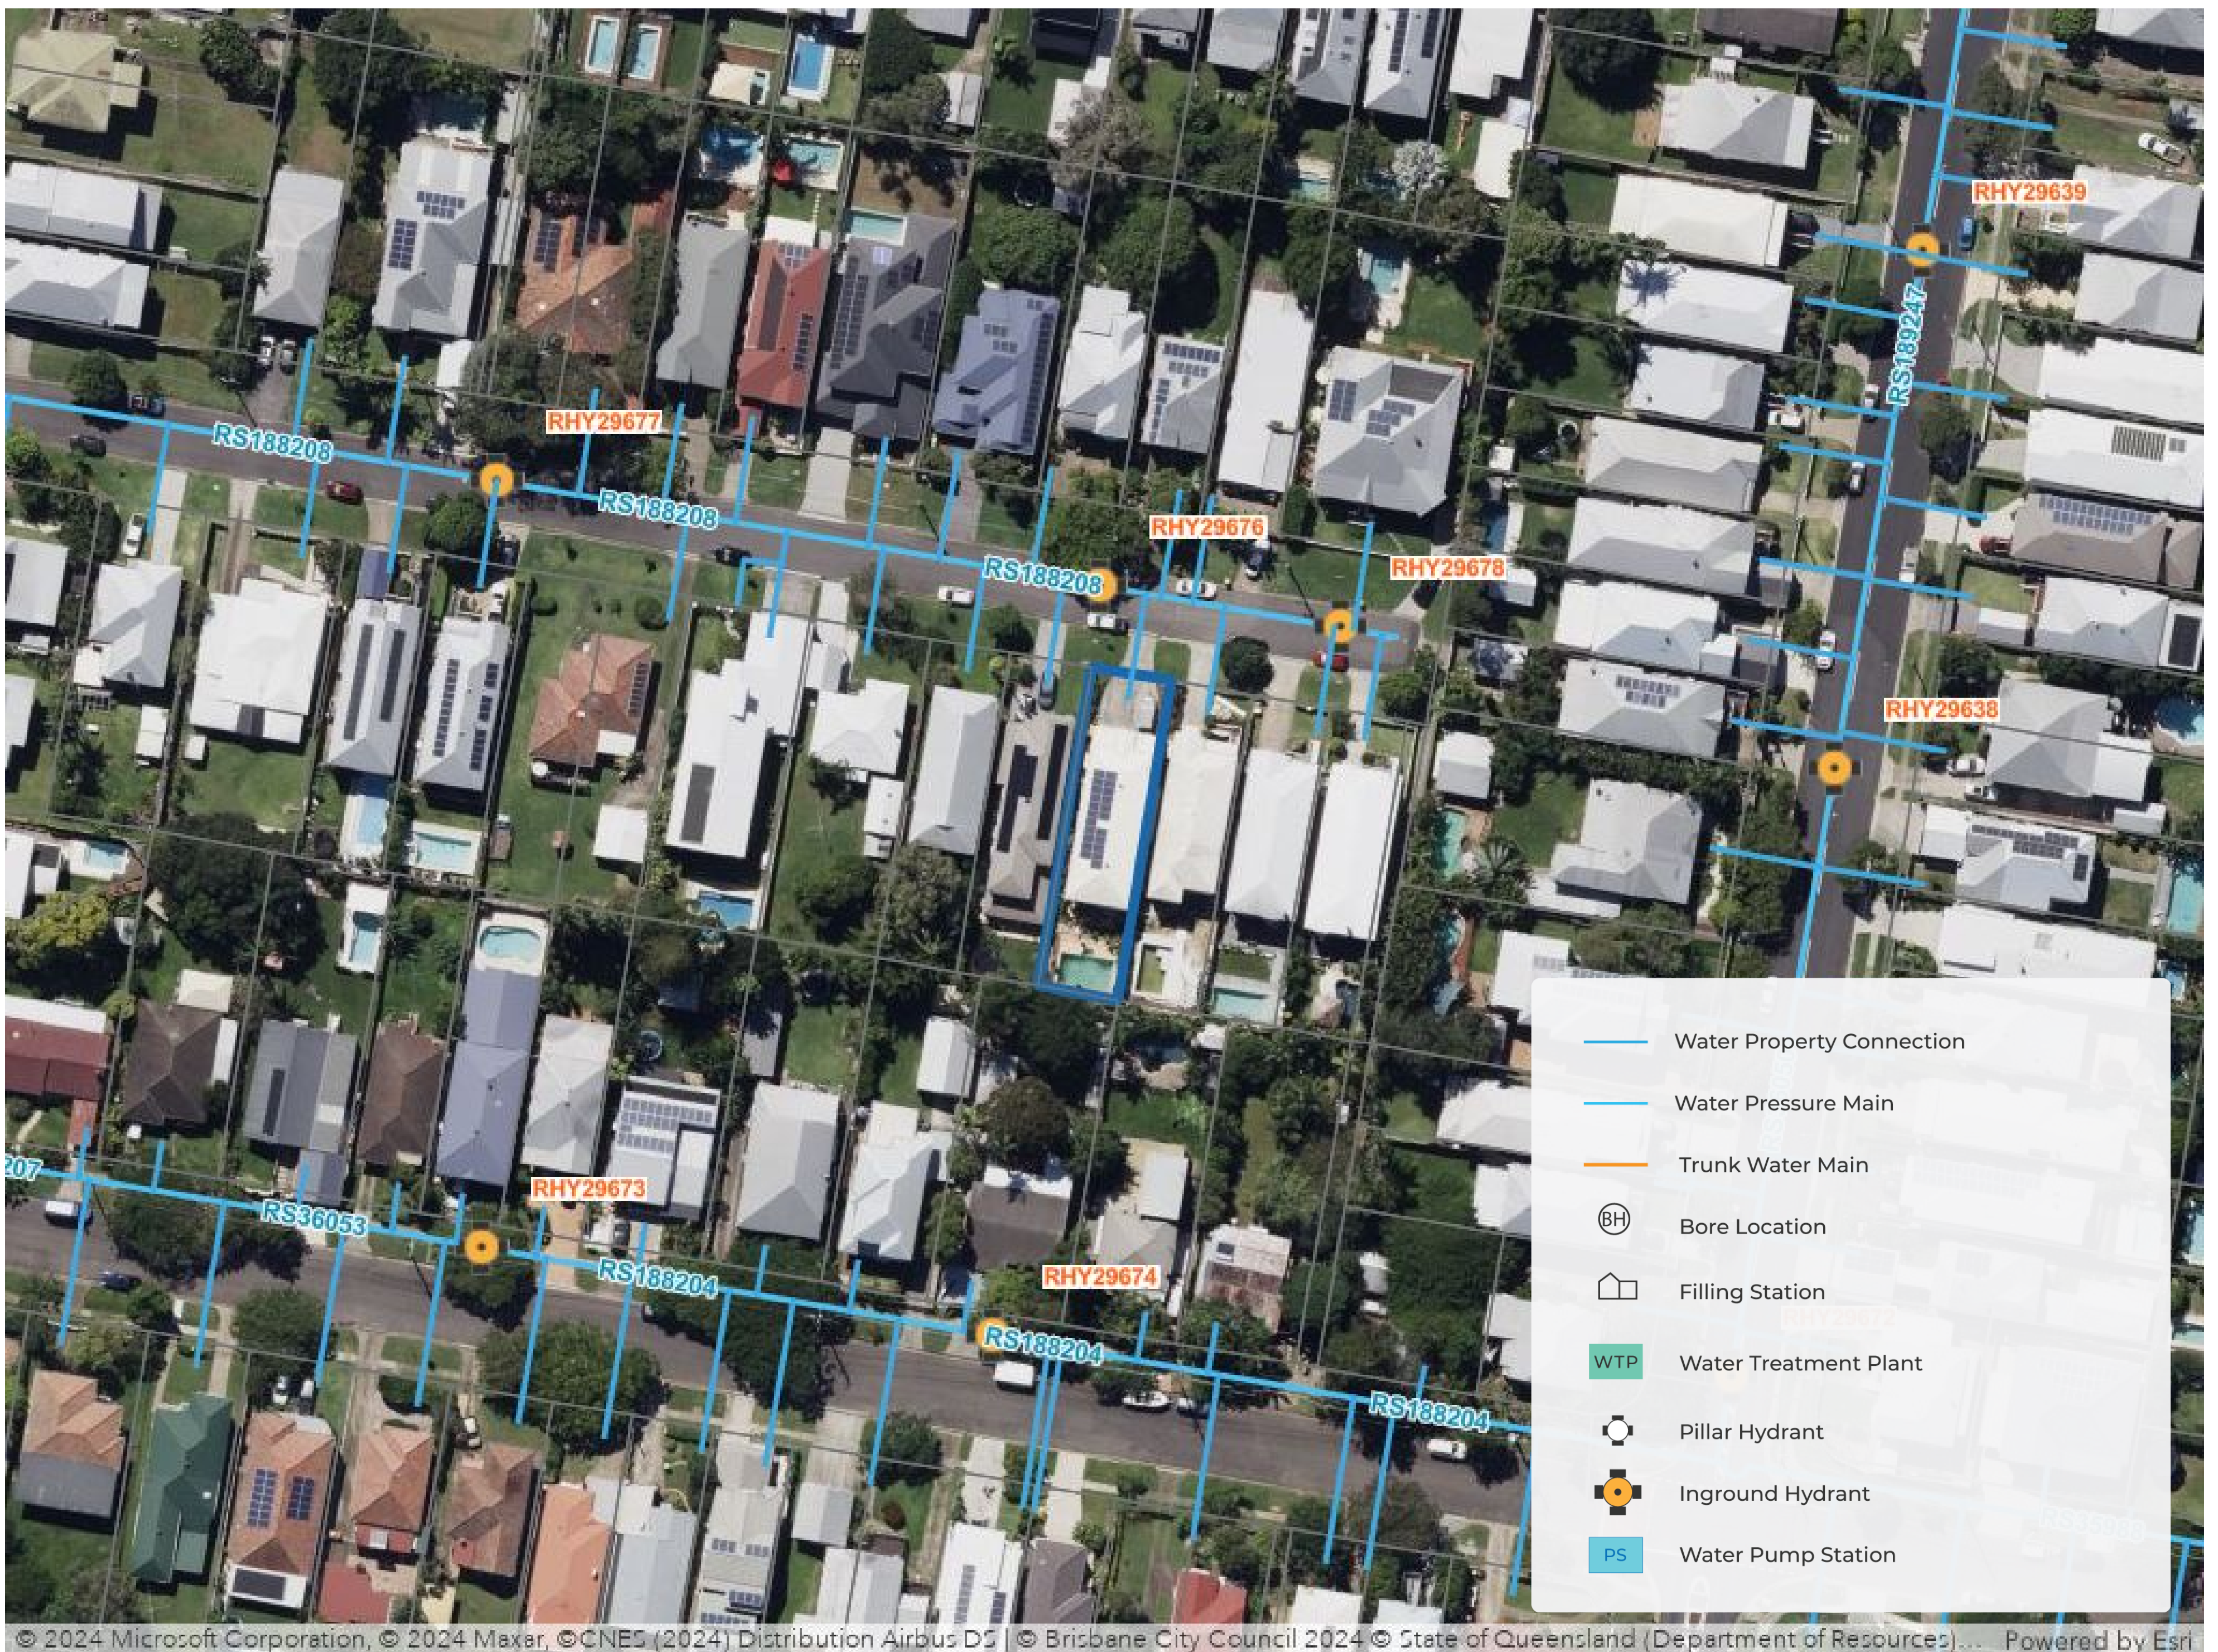 RHY29639
RS189247
RHY29677
RS188208
RS188208
RHY29676
RS188208
RHY29678
RHY29638
207
RS36053
RHY29673
RS188204
RHY29674
RS188204
RS188204
Water Property Connection
Water Pressure Main
Trunk Water Main
BH Bore Location
Filling Station
RHY29672
WTP Water Treatment Plant
Pillar Hydrant
Inground Hydrant
PS Water Pump Station
© 2024 Microsoft Corporation, © 2024 Maxar, ©CNES (2024) Distribution Airbus DS | © Brisbane City Council 2024 © State of Queensland (Department of Resources)... Powered by Esri